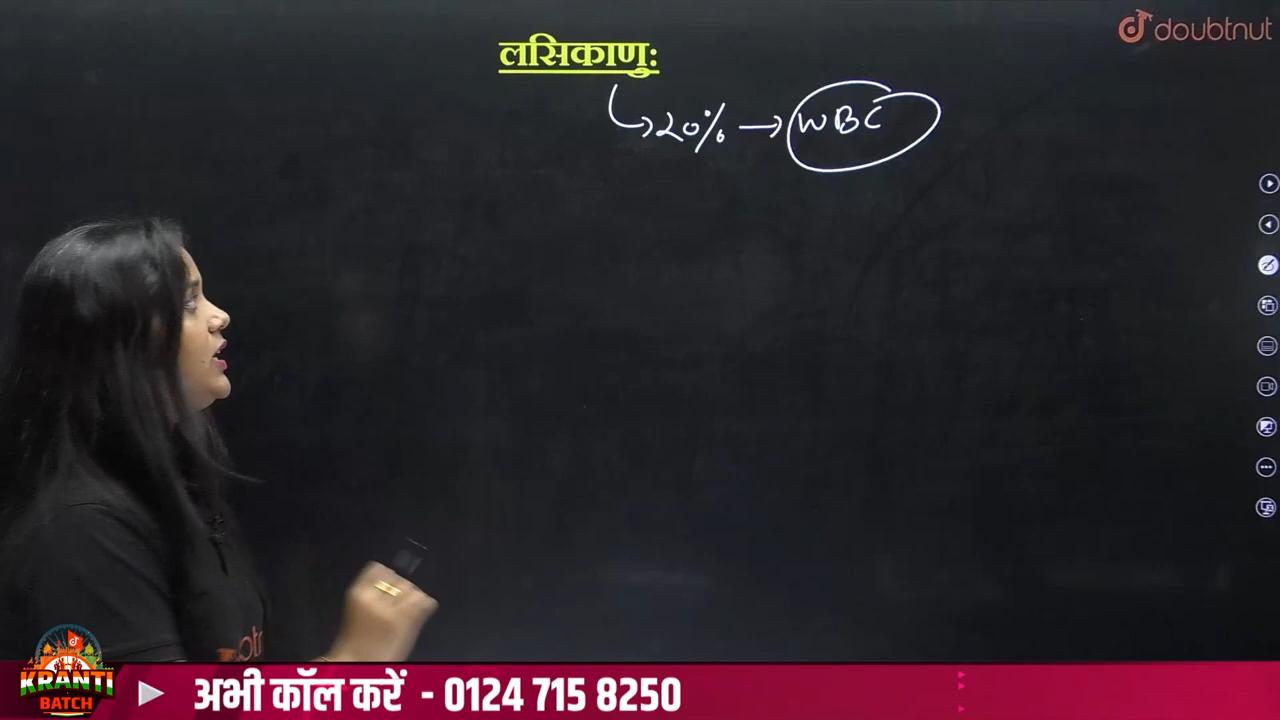 doubtnut
लसिकाणुः
20% → WBC
KRANTI
BATCH
अभी कॉल करें - 0124 715 8250